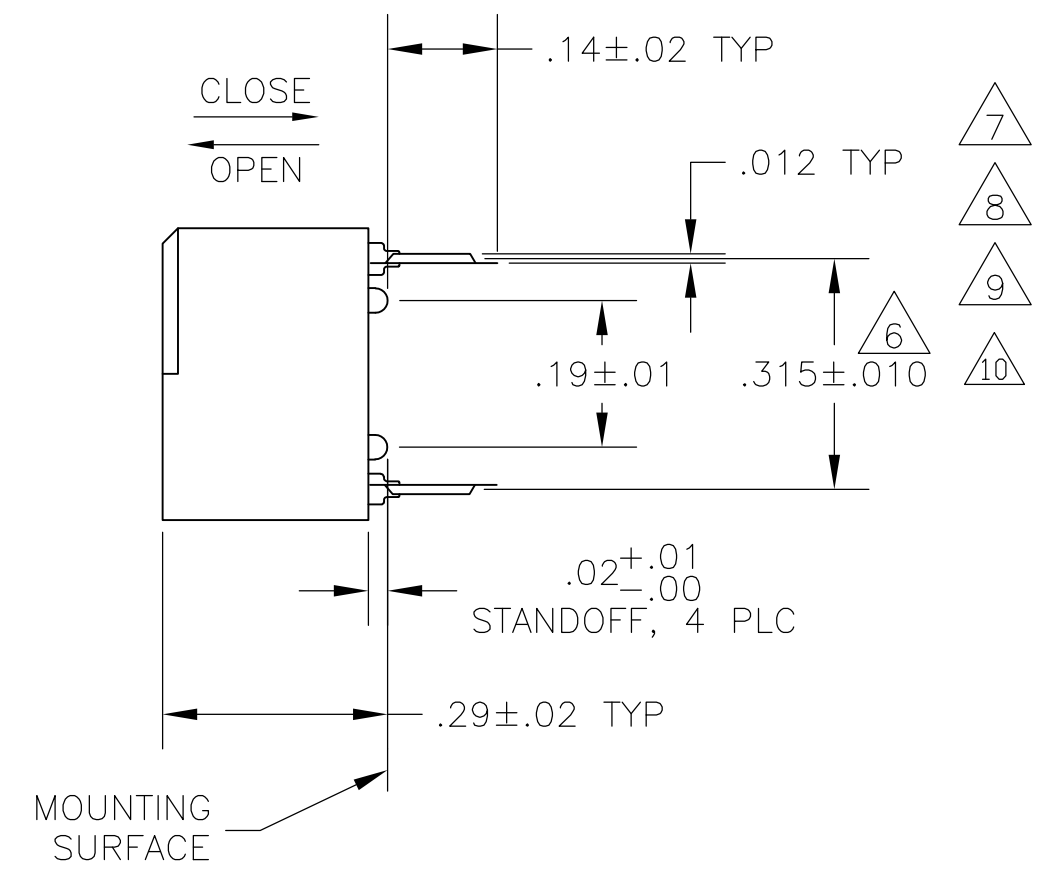 .14±.02 TYP
CLOSE
OPEN
.012 TYP
7
8
9
6
10
.19±.01
.315±.010
.02+.01
-.00
STANDOFF, 4 PLC
.29±.02 TYP
MOUNTING
SURFACE